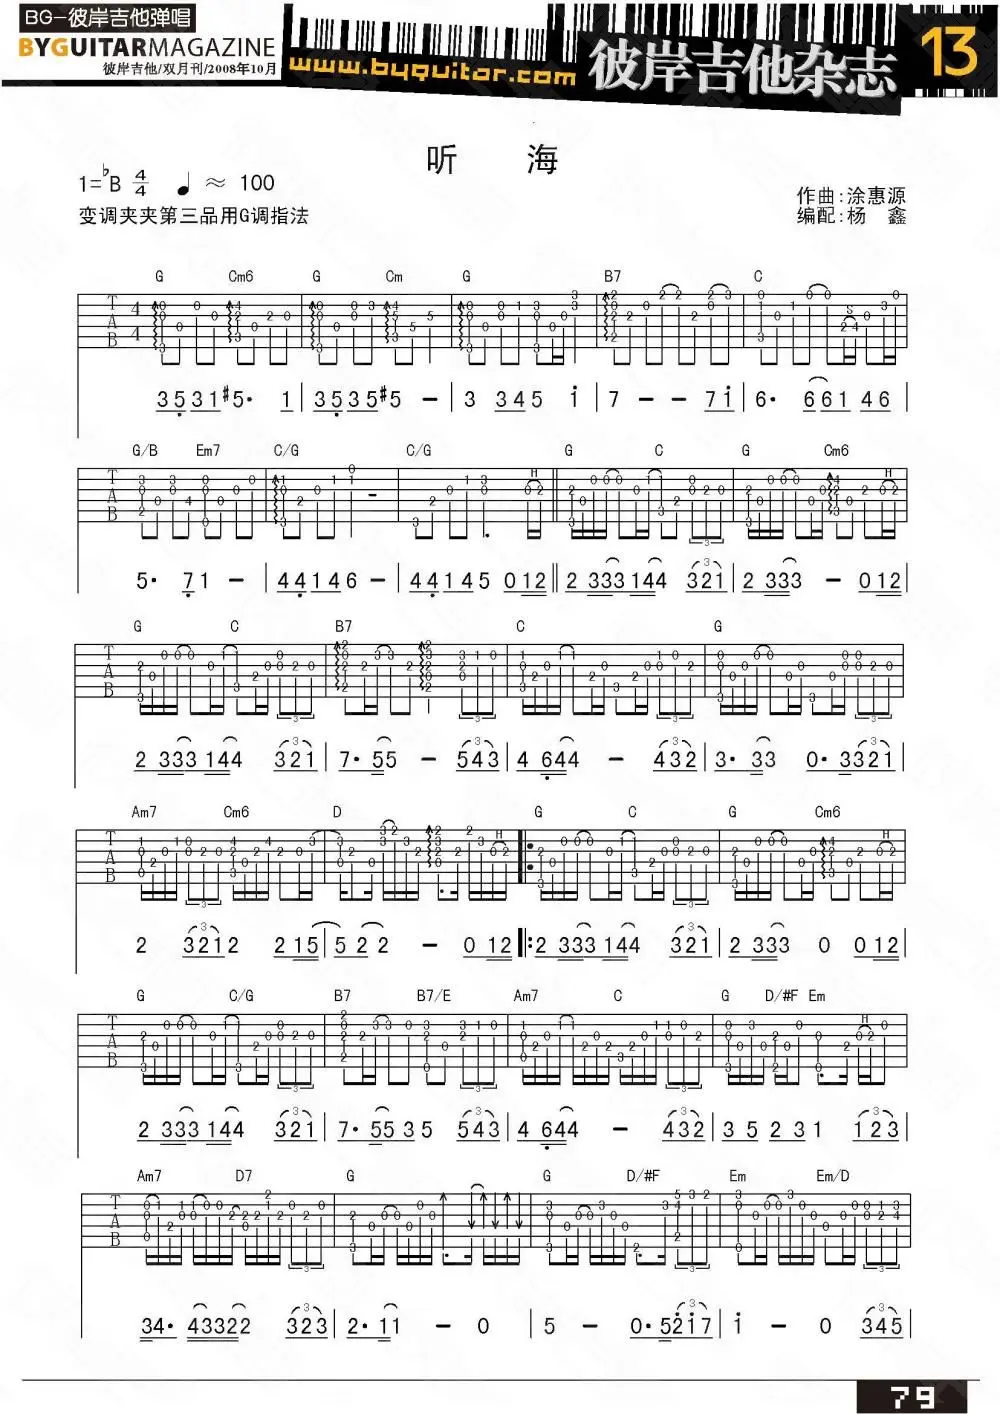 BG-彼岸吉他弹唱
BYGUITARMAGAZINE
彼岸吉他/双月刊/2008年10月
www.byguitar.com
彼岸吉他杂志
13
听 海
1=♭B 4/4 ♩ ≈ 100
变调夹夹第三品用G调指法
作曲:涂惠源
编配:杨 鑫
G Cm6 G Cm G B7 C
3531 #5· 1 | 3535 #5 — | 3 345 i | 7 — — 7i | 6· 66146 |
G/B Em7 C/G C/G G C G Cm6
5· 71 — | 44146 — | 44145 012 || 2 333144 321 | 2 333 — 012 |
G C B7 C G
2 333144 321 | 7·55 — 543 | 4 644 — 432 | 3·33 0·3321 |
Am7 Cm6 D G C G Cm6
2 3212 215 | 5 2 2 — 012 |: 2 333144 321 | 2 333 0 012 |
G C/G B7 B7/E Am7 C G D/#F Em
2 333144 321 | 7·5535 543 | 4 644 — 432 | 35 231 123 |
Am7 D7 G G D/#F Em Em/D
34· 43322 323 | 2·11 — 0 | 5 — 0·52i7 | i — 0 345 |
79